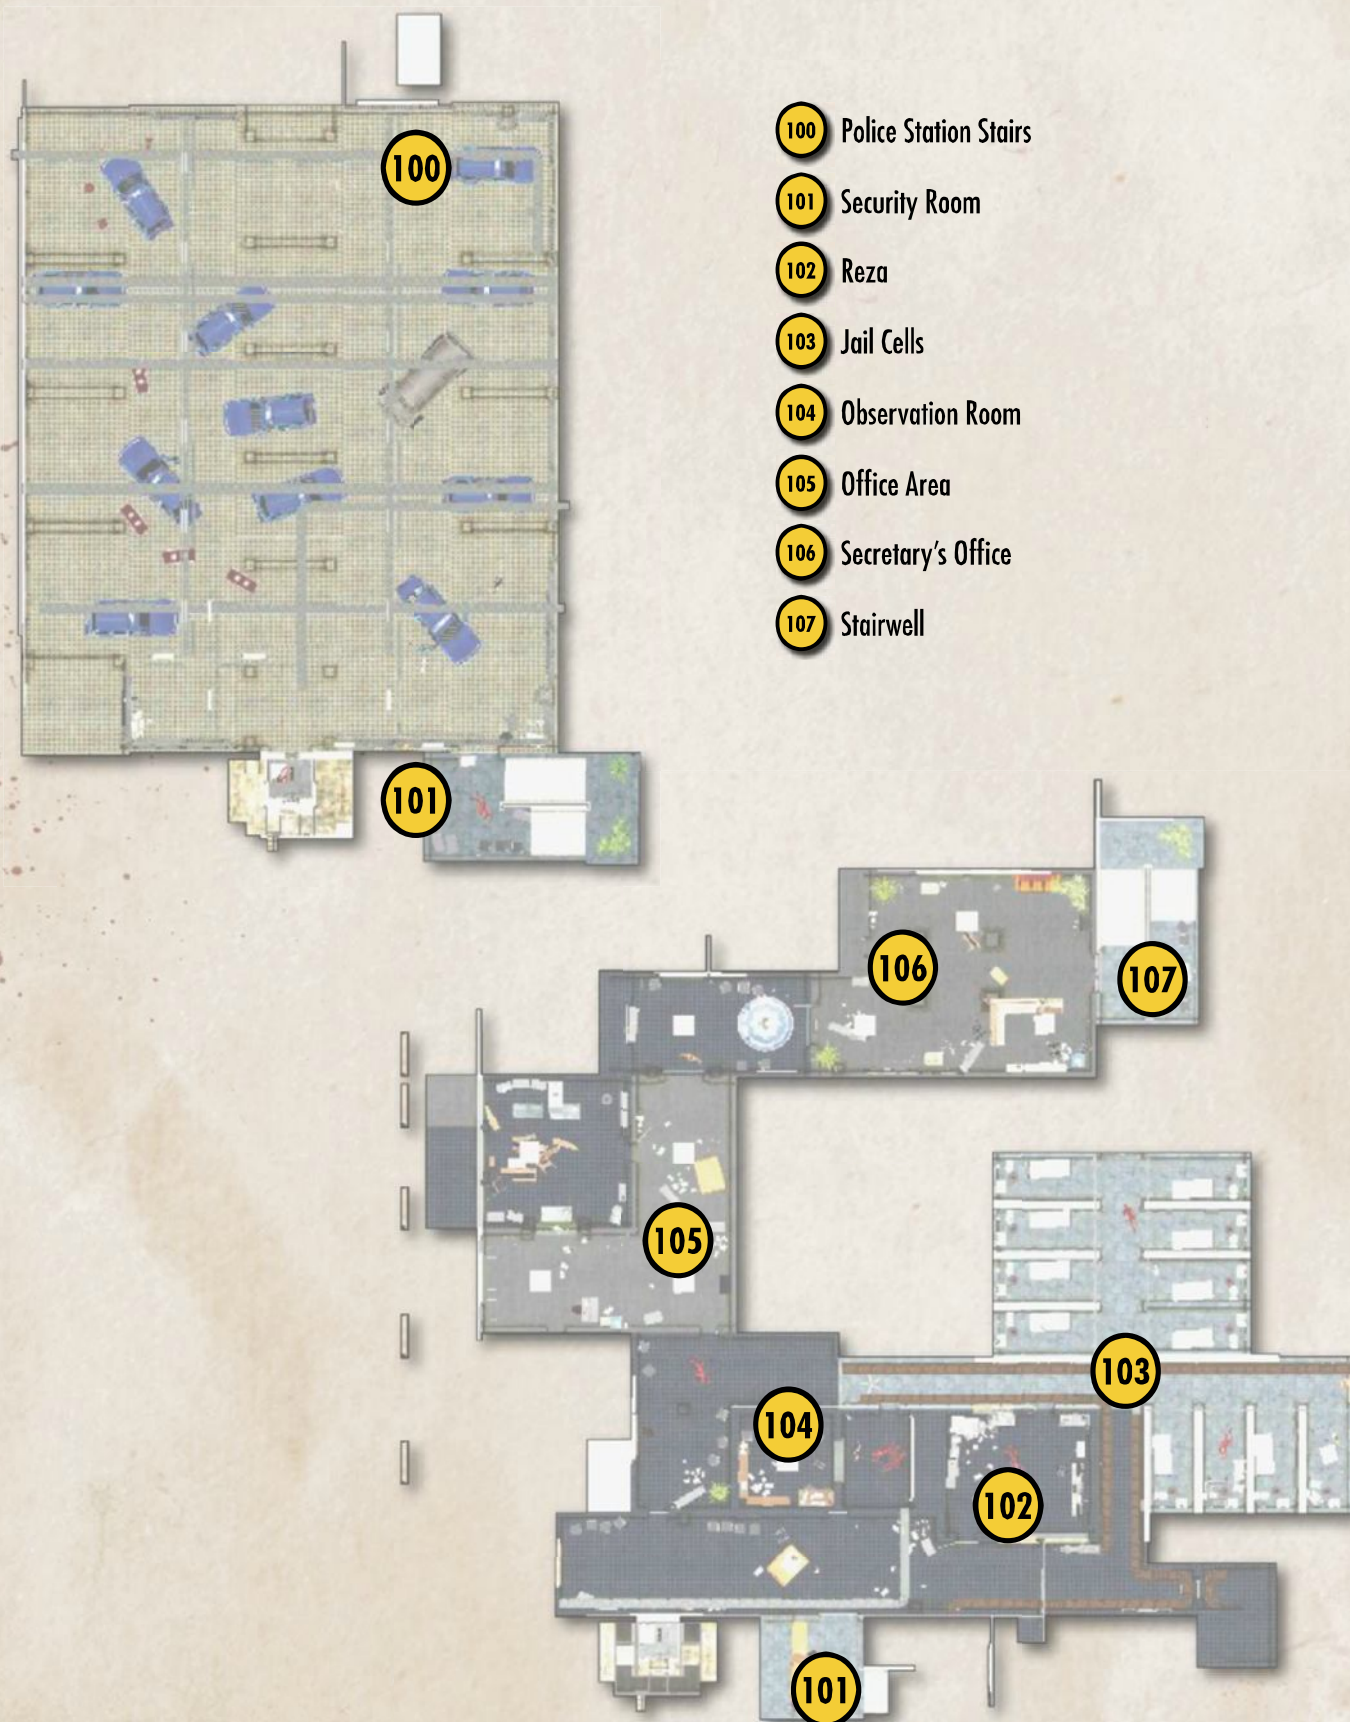 100 Police Station Stairs
101 Security Room
102 Reza
103 Jail Cells
104 Observation Room
105 Office Area
106 Secretary's Office
107 Stairwell
100
101
106
107
105
103
104
102
101